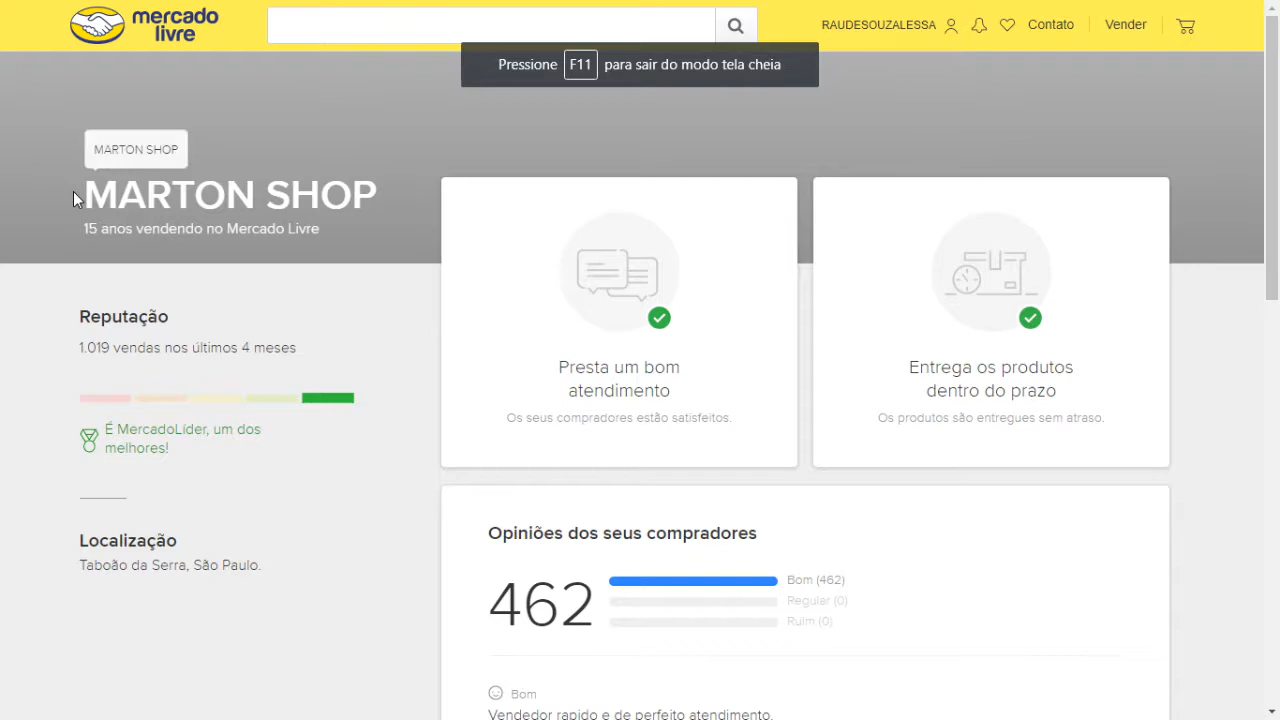 mercado
livre
RAUDESOUZALESSA
Contato
Vender
Pressione F11 para sair do modo tela cheia
MARTON SHOP
MARTON SHOP
15 anos vendendo no Mercado Livre
Reputação
1.019 vendas nos últimos 4 meses
É MercadoLíder, um dos
melhores!
Localização
Taboão da Serra, São Paulo.
Presta um bom
atendimento
Os seus compradores estão satisfeitos.
Entrega os produtos
dentro do prazo
Os produtos são entregues sem atraso.
Opiniões dos seus compradores
462
Bom (462)
Regular (0)
Ruim (0)
Bom
Vendedor rapido e de perfeito atendimento.